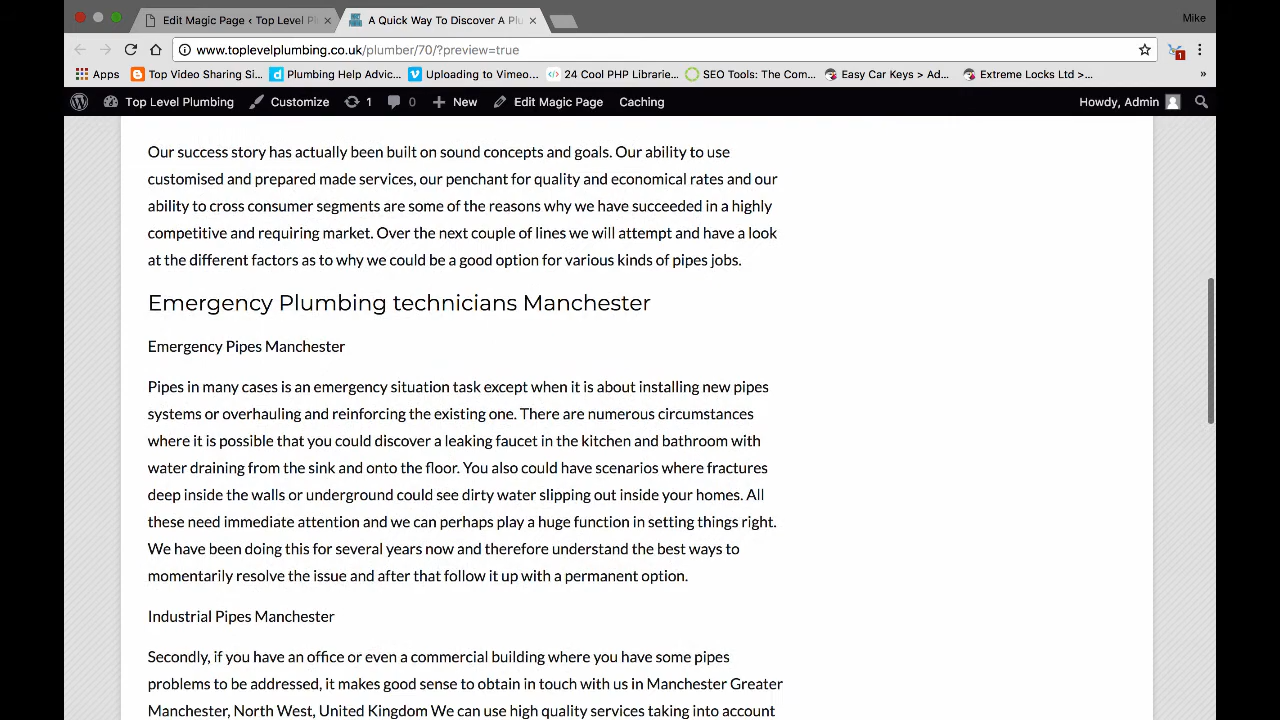 Edit Magic Page ‹ Top Level Pl
A Quick Way To Discover A Plu
Mike
www.toplevelplumbing.co.uk/plumber/70/?preview=true
Apps
Top Video Sharing Si...
Plumbing Help Advic...
Uploading to Vimeo...
24 Cool PHP Librarie...
SEO Tools: The Com...
Easy Car Keys > Ad...
Extreme Locks Ltd >...
»
1
Top Level Plumbing
Customize
1
0
New
Edit Magic Page
Caching
Howdy, Admin
Our success story has actually been built on sound concepts and goals. Our ability to use
customised and prepared made services, our penchant for quality and economical rates and our
ability to cross consumer segments are some of the reasons why we have succeeded in a highly
competitive and requiring market. Over the next couple of lines we will attempt and have a look
at the different factors as to why we could be a good option for various kinds of pipes jobs.
Emergency Plumbing technicians Manchester
Emergency Pipes Manchester
Pipes in many cases is an emergency situation task except when it is about installing new pipes
systems or overhauling and reinforcing the existing one. There are numerous circumstances
where it is possible that you could discover a leaking faucet in the kitchen and bathroom with
water draining from the sink and onto the floor. You also could have scenarios where fractures
deep inside the walls or underground could see dirty water slipping out inside your homes. All
these need immediate attention and we can perhaps play a huge function in setting things right.
We have been doing this for several years now and therefore understand the best ways to
momentarily resolve the issue and after that follow it up with a permanent option.
Industrial Pipes Manchester
Secondly, if you have an office or even a commercial building where you have some pipes
problems to be addressed, it makes good sense to obtain in touch with us in Manchester Greater
Manchester, North West, United Kingdom We can use high quality services taking into account